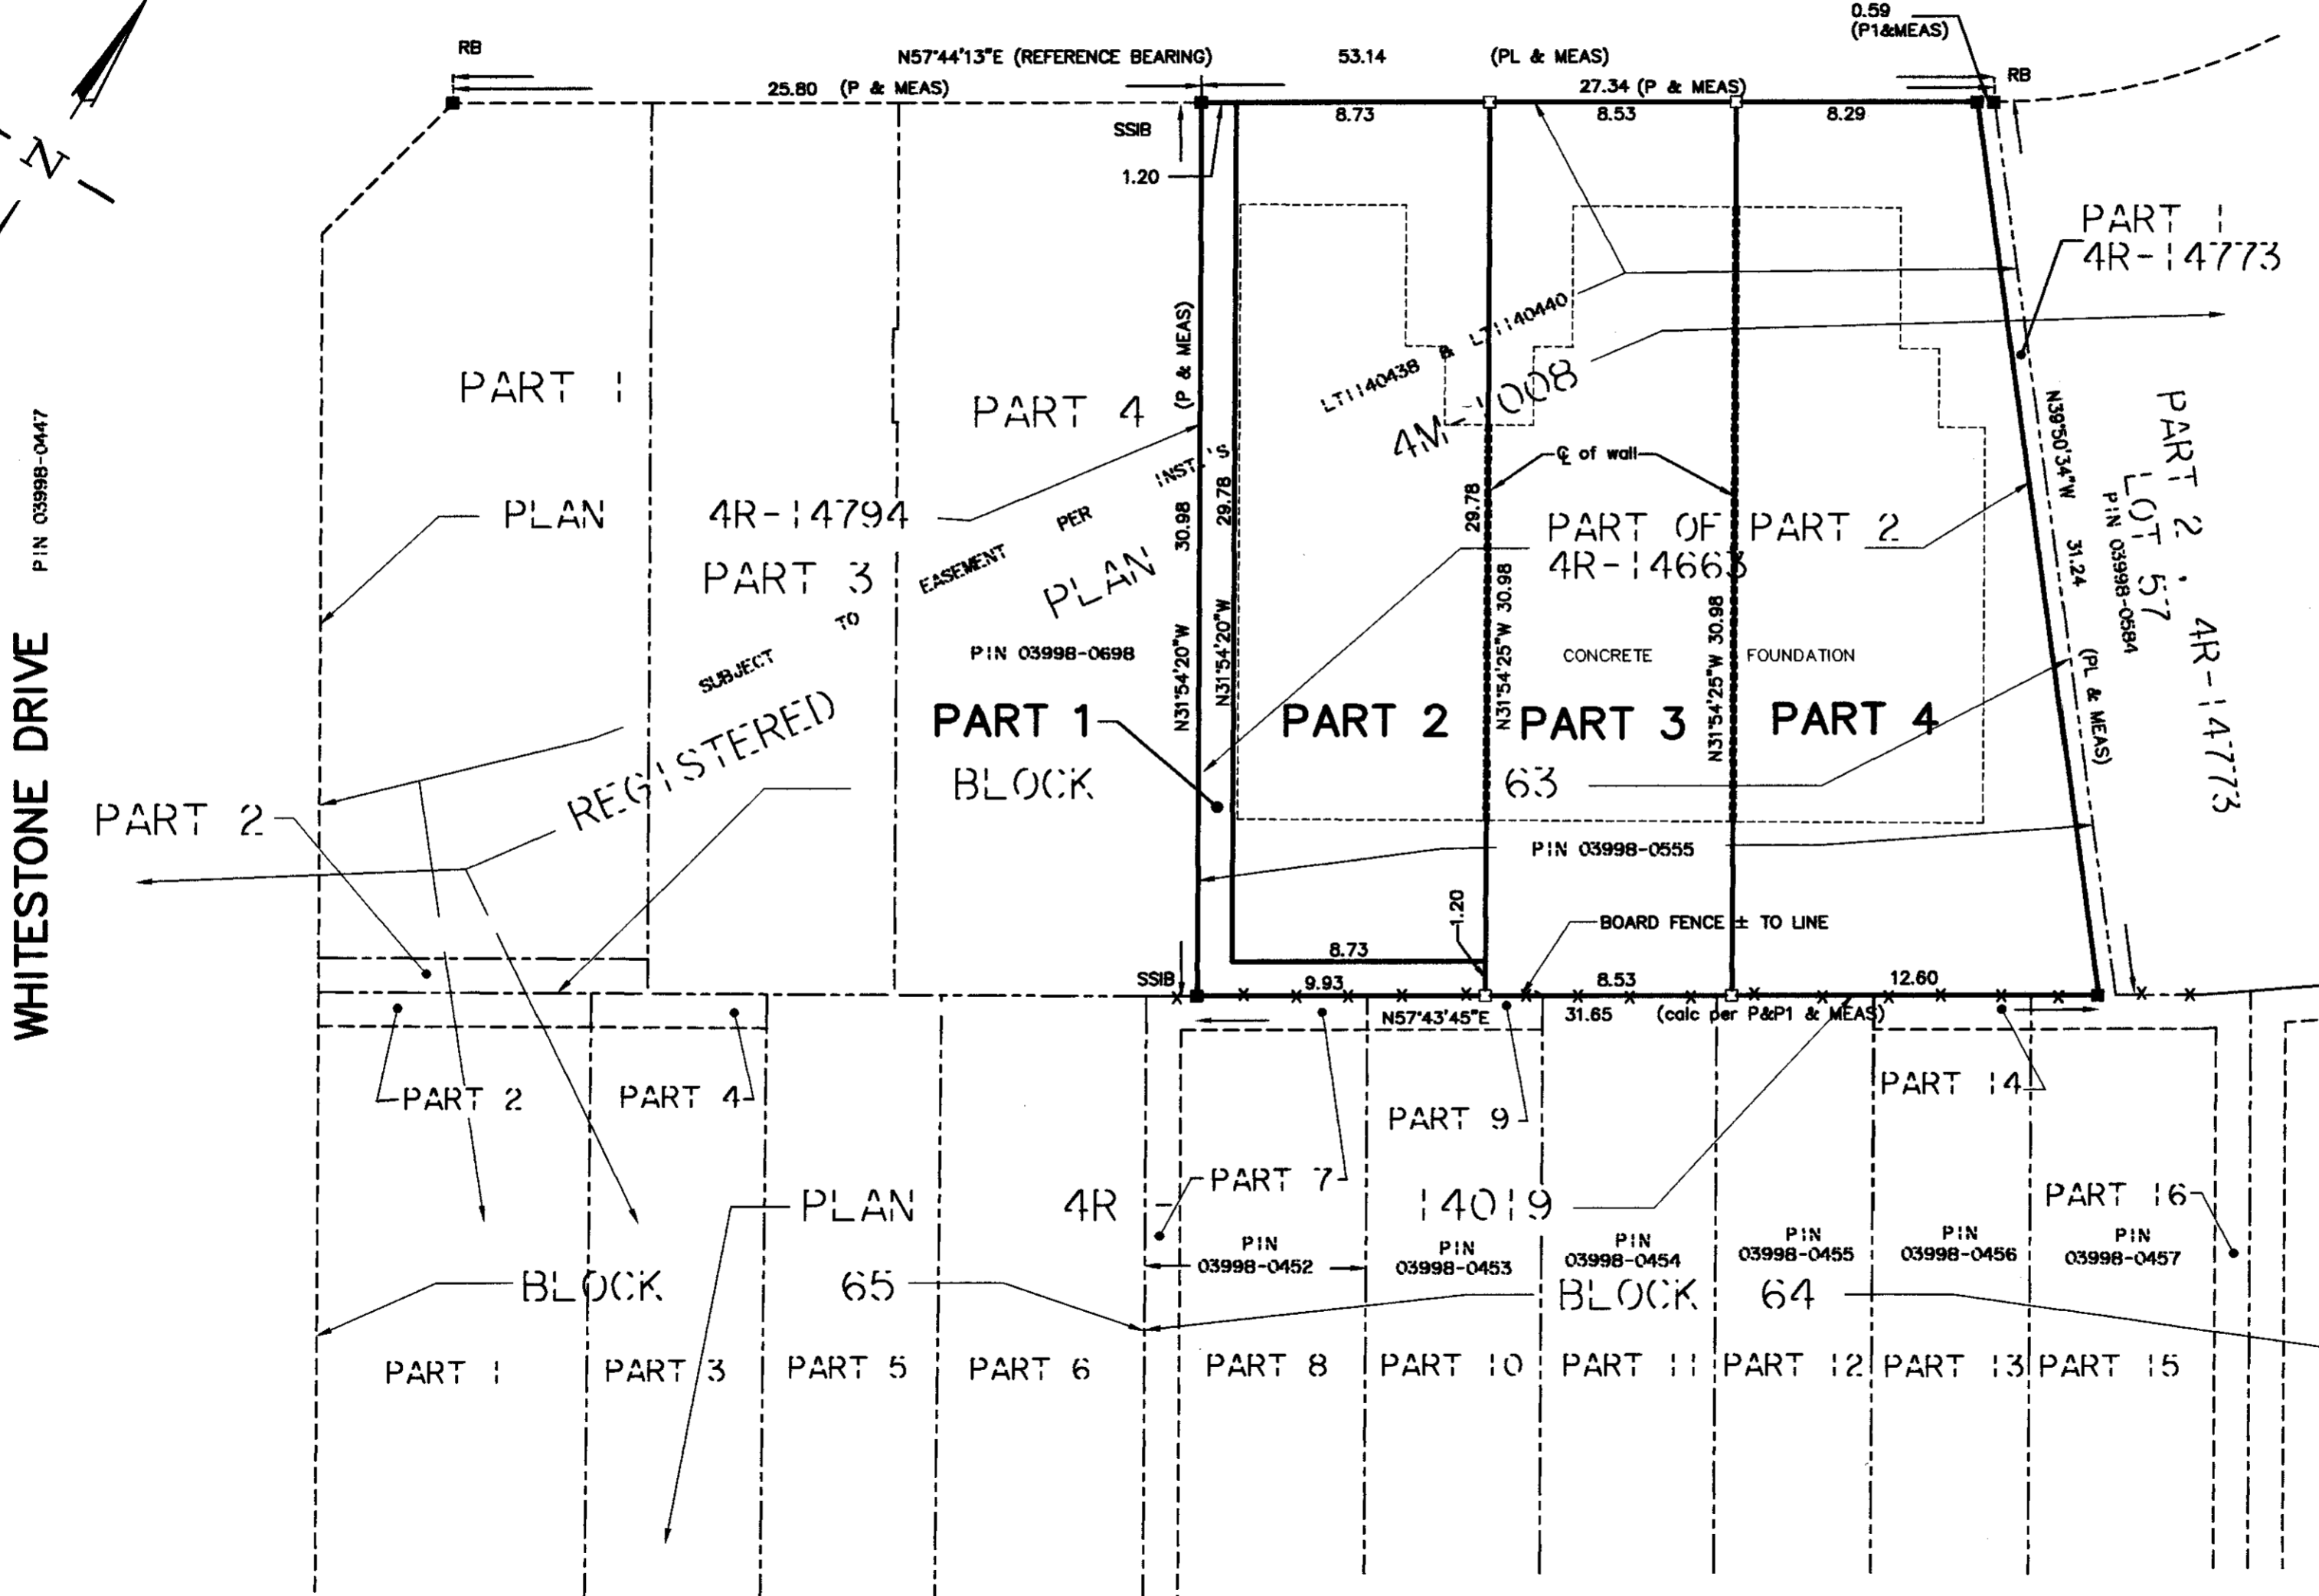 0.59
(P1&MEAS)
RB
N57°44'13"E (REFERENCE BEARING)
53.14
(PL & MEAS)
RB
25.80 (P & MEAS)
27.34 (P & MEAS)
8.73
8.53
8.29
SSIB
1.20
N
PART 1
4R-14773
(P & MEAS)
LT1140438 & LT1140440
4M-1008
PART 1
PART 4
PIN 03998-0447
N39°50'34"W 31.24 (PL & MEAS)
PART 2, 4R-14773
LOT 57
PIN 03998-0584
℄ of wall
PLAN 4R-14794
30.98
29.78
29.78
PART OF PART 2
4R-14663
PART 3
SUBJECT TO EASEMENT PER INST.'S
REGISTERED PLAN
N31°54'20"W
N31°54'20"W
N31°54'25"W 30.98
N31°54'25"W 30.98
PIN 03998-0698
CONCRETE FOUNDATION
PART 1
PART 2
PART 3
PART 4
WHITESTONE DRIVE
BLOCK 63
PART 2
PIN 03998-0555
1.20
BOARD FENCE ± TO LINE
8.73
SSIB
9.93
8.53
12.60
N57°43'45"E
31.65
(calc per P&P1 & MEAS)
PART 2
PART 4
PART 9
PART 14
PART 7
PLAN 4R - 14019
PART 16
PIN
03998-0452
PIN
03998-0453
PIN
03998-0454
PIN
03998-0455
PIN
03998-0456
PIN
03998-0457
BLOCK 65
BLOCK 64
PART 1
PART 3
PART 5
PART 6
PART 8
PART 10
PART 11
PART 12
PART 13
PART 15